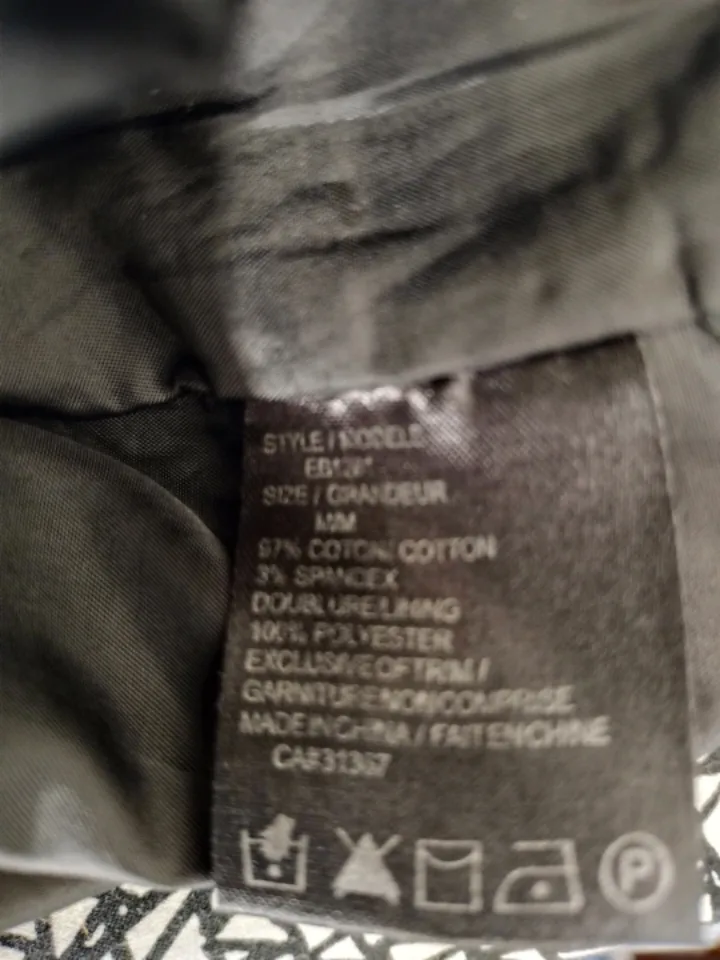 STYLE / MODELE
SIZE / GRANDEUR
M/M
97% COTON / COTTON
3% SPANDEX
DOUBLURE/LINING
100% POLYESTER
EXCLUSIVE OF TRIM /
GARNITURE NON COMPRISE
MADE IN CHINA / FAIT EN CHINE
P